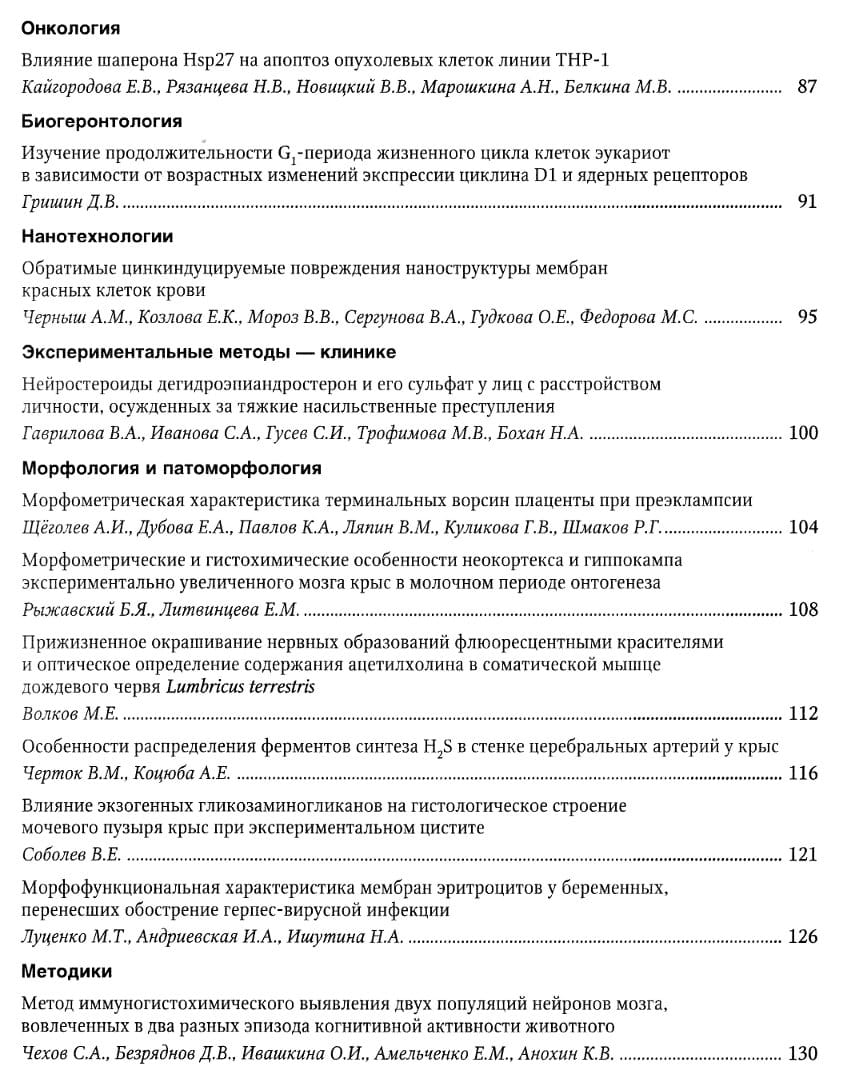 Онкология
Влияние шаперона Hsp27 на апоптоз опухолевых клеток линии THP-1
Кайгородова Е.В., Рязанцева Н.В., Новицкий В.В., Марошкина А.Н., Белкина М.В. ........................ 87
Биогеронтология
Изучение продолжительности G₁-периода жизненного цикла клеток эукариот
в зависимости от возрастных изменений экспрессии циклина D1 и ядерных рецепторов
Гришин Д.В. ........................ 91
Нанотехнологии
Обратимые цинкиндуцируемые повреждения наноструктуры мембран
красных клеток крови
Черныш А.М., Козлова Е.К., Мороз В.В., Сергунова В.А., Гудкова О.Е., Федорова М.С. ................. 95
Экспериментальные методы — клинике
Нейростероиды дегидроэпиандростерон и его сульфат у лиц с расстройством
личности, осужденных за тяжкие насильственные преступления
Гаврилова В.А., Иванова С.А., Гусев С.И., Трофимова М.В., Бохан Н.А. ........................ 100
Морфология и патоморфология
Морфометрическая характеристика терминальных ворсин плаценты при преэклампсии
Щёголев А.И., Дубова Е.А., Павлов К.А., Ляпин В.М., Куликова Г.В., Шмаков Р.Г. ........................ 104
Морфометрические и гистохимические особенности неокортекса и гиппокампа
экспериментально увеличенного мозга крыс в молочном периоде онтогенеза
Рыжавский Б.Я., Литвинцева Е.М. ........................ 108
Прижизненное окрашивание нервных образований флюоресцентными красителями
и оптическое определение содержания ацетилхолина в соматической мышце
дождевого червя Lumbricus terrestris
Волков М.Е. ........................ 112
Особенности распределения ферментов синтеза H₂S в стенке церебральных артерий у крыс
Черток В.М., Коцюба А.Е. ........................ 116
Влияние экзогенных гликозаминогликанов на гистологическое строение
мочевого пузыря крыс при экспериментальном цистите
Соболев В.Е. ........................ 121
Морфофункциональная характеристика мембран эритроцитов у беременных,
перенесших обострение герпес-вирусной инфекции
Луценко М.Т., Андриевская И.А., Ишутина Н.А. ........................ 126
Методики
Метод иммуногистохимического выявления двух популяций нейронов мозга,
вовлеченных в два разных эпизода когнитивной активности животного
Чехов С.А., Безряднов Д.В., Ивашкина О.И., Амельченко Е.М., Анохин К.В. ........................ 130